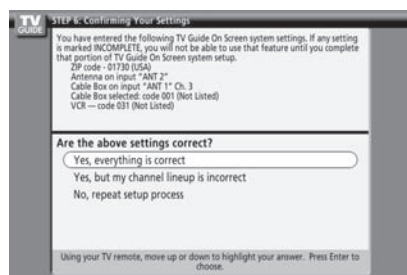 TV
GUIDE
STEP 6: Confirming Your Settings
You have entered the following TV Guide On Screen system settings. If any setting
is marked INCOMPLETE, you will not be able to use that feature until you complete
that portion of TV Guide On Screen system setup.
ZIP code - 01730 (USA)
Antenna on input "ANT 2"
Cable Box on input "ANT 1" Ch. 3
Cable Box selected: code 001 (Not Listed)
VCR — code 031 (Not Listed)
Are the above settings correct?
Yes, everything is correct
Yes, but my channel lineup is incorrect
No, repeat setup process
Using your TV remote, move up or down to highlight your answer. Press Enter to
choose.